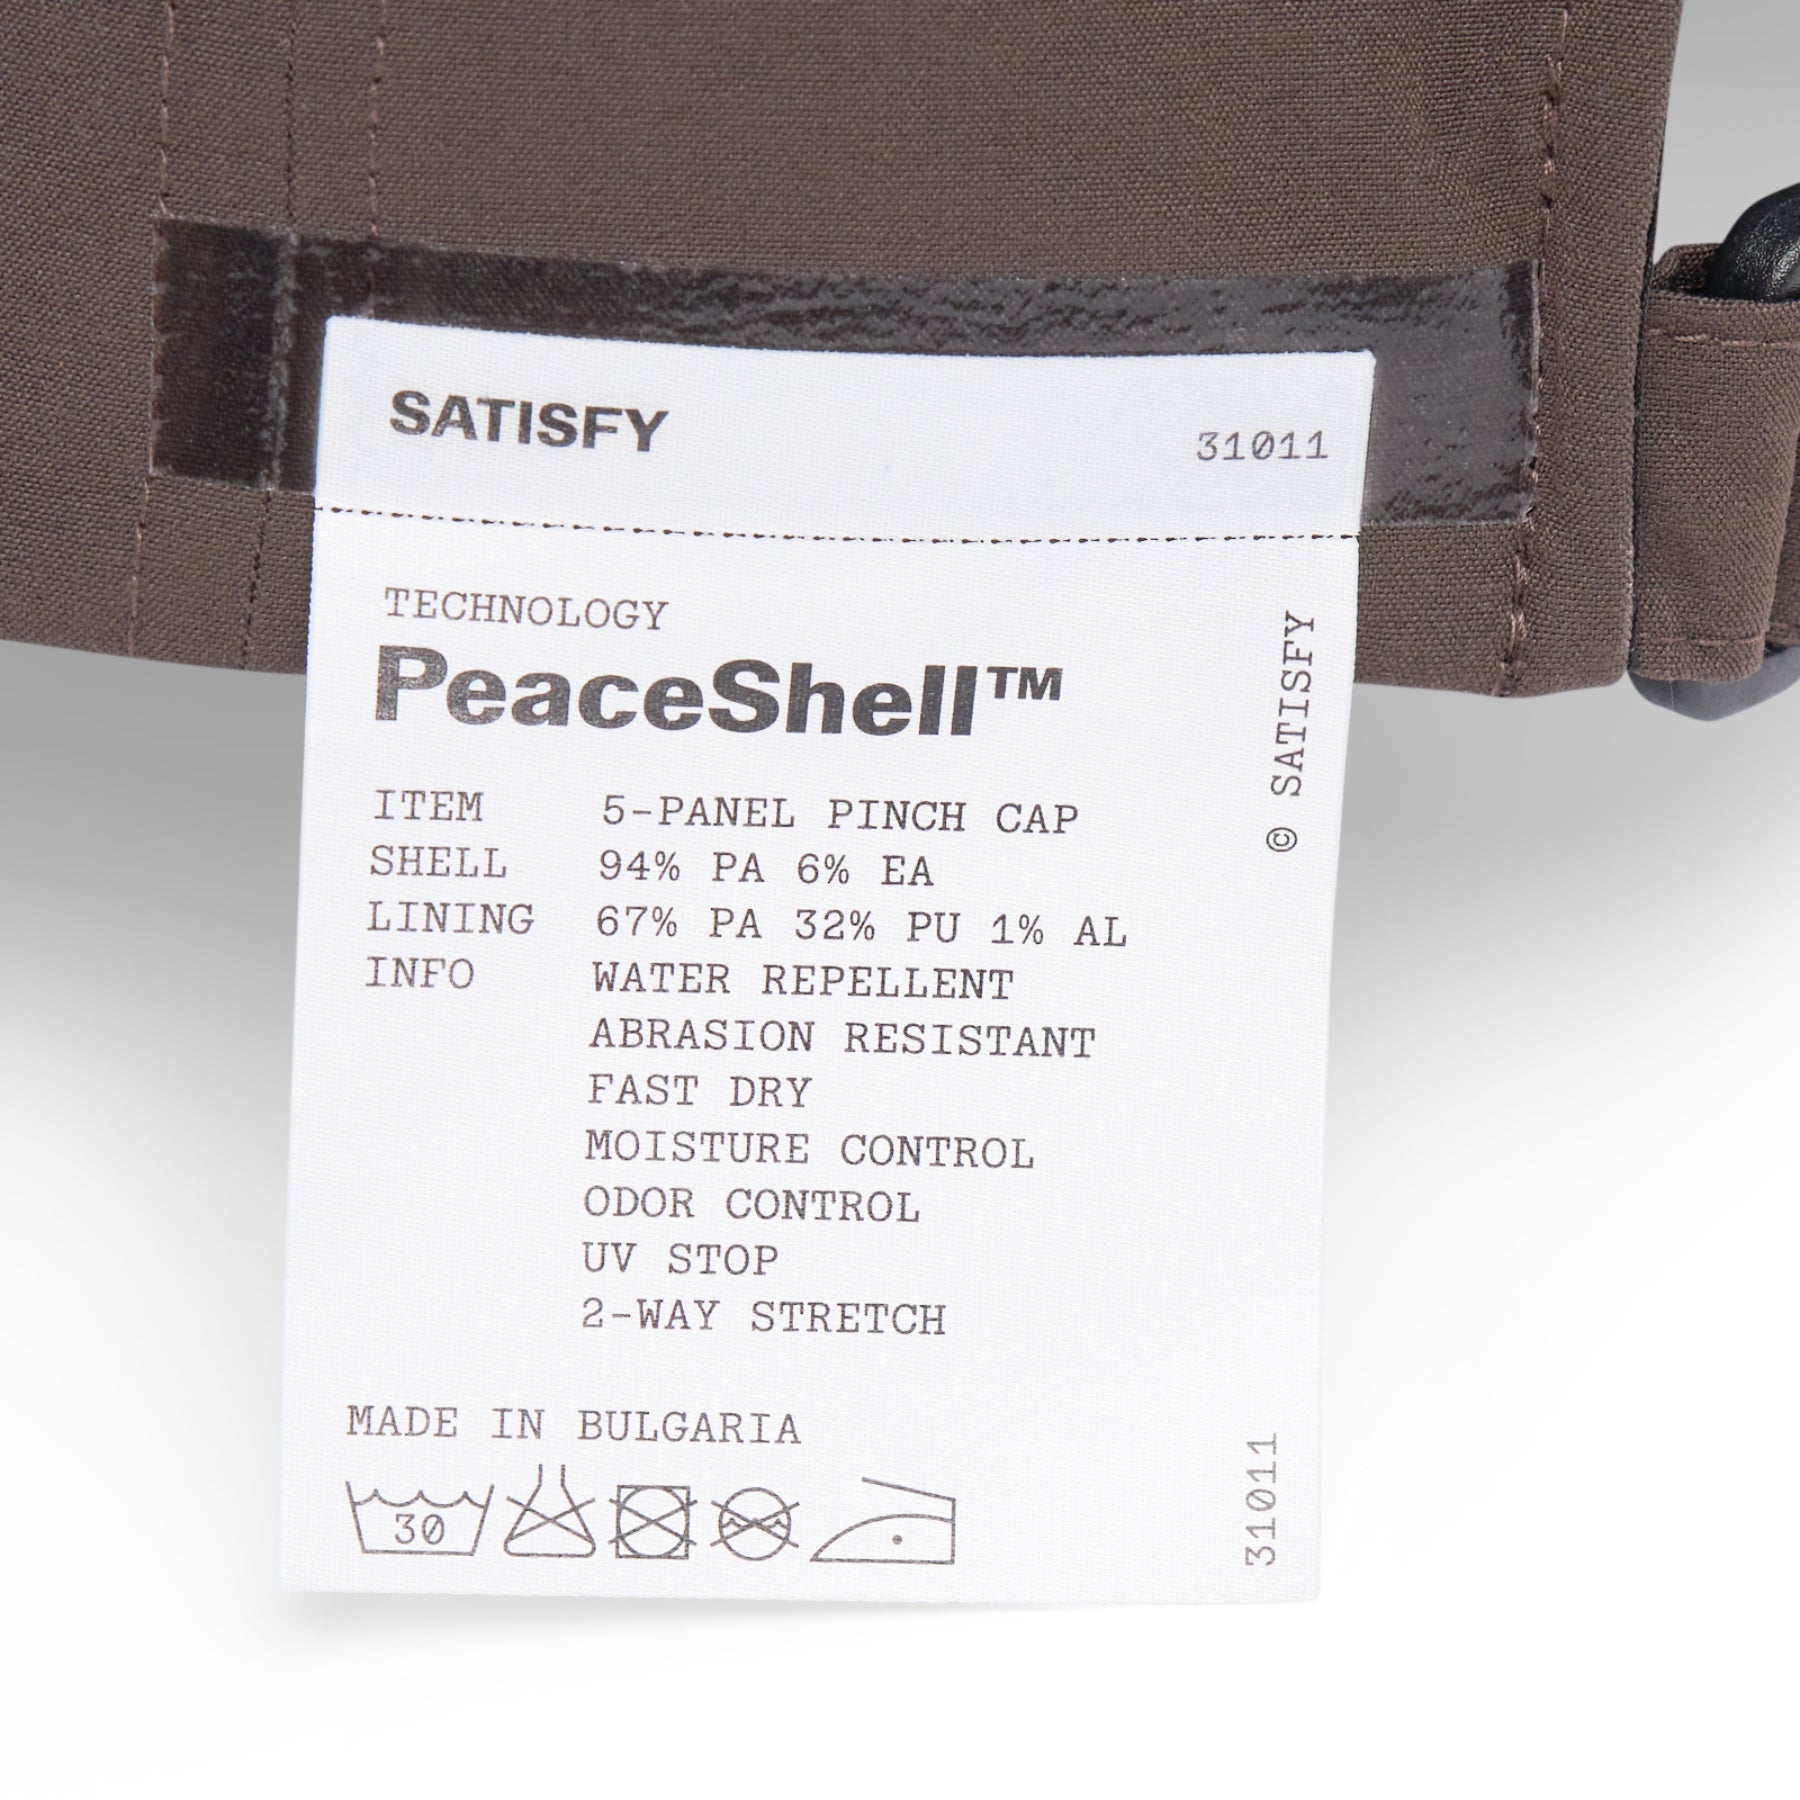 SATISFY
31011
TECHNOLOGY
PeaceShell™
© SATISFY
ITEM 5-PANEL PINCH CAP
SHELL 94% PA 6% EA
LINING 67% PA 32% PU 1% AL
INFO WATER REPELLENT
ABRASION RESISTANT
FAST DRY
MOISTURE CONTROL
ODOR CONTROL
UV STOP
2-WAY STRETCH
MADE IN BULGARIA
30
31011